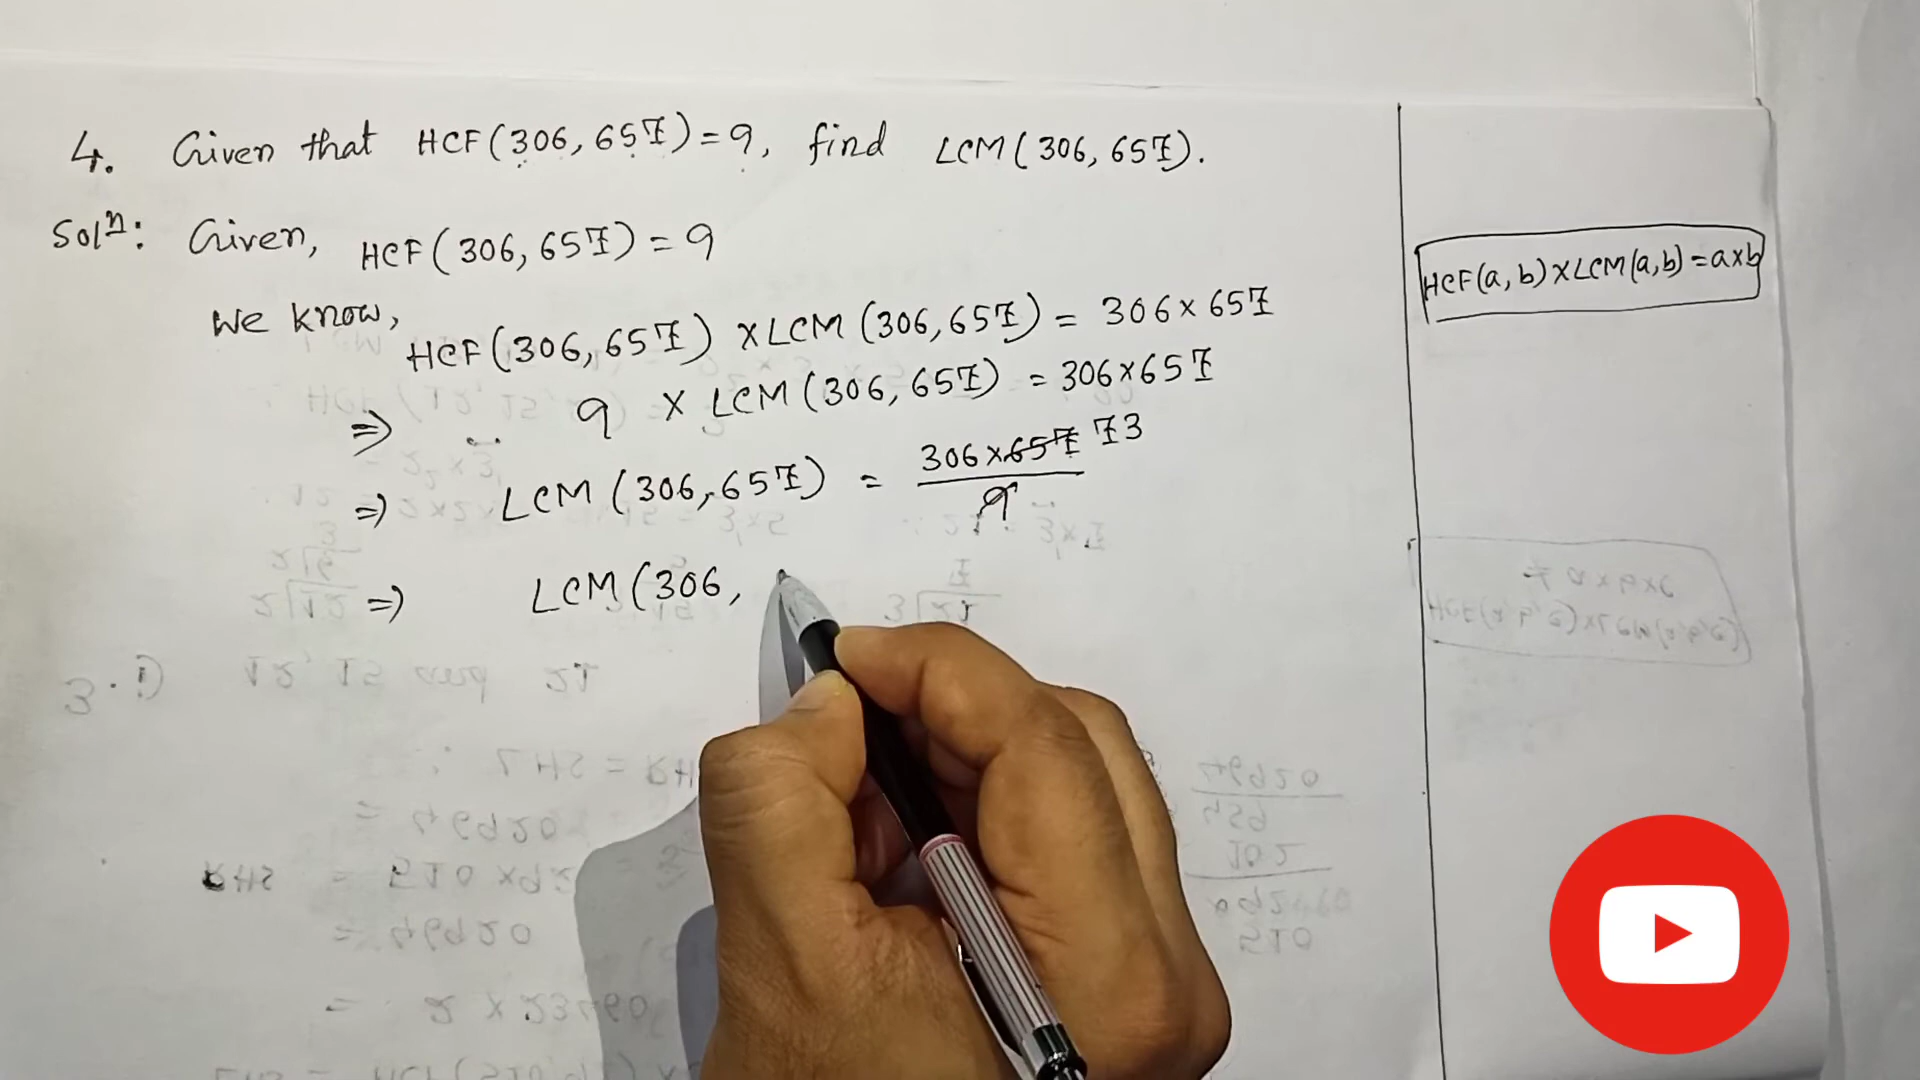 4. Given that HCF(306,657)=9, find LCM(306,657).
Solⁿ: Given, HCF(306,657)=9
We know,
HCF(306,657) × LCM(306,657) = 306×657
⇒ 9 × LCM(306,657) = 306×657
⇒ LCM(306,657) = 306×657 73 / 9
⇒ LCM(306,
HCF(a,b)×LCM(a,b)=a×b